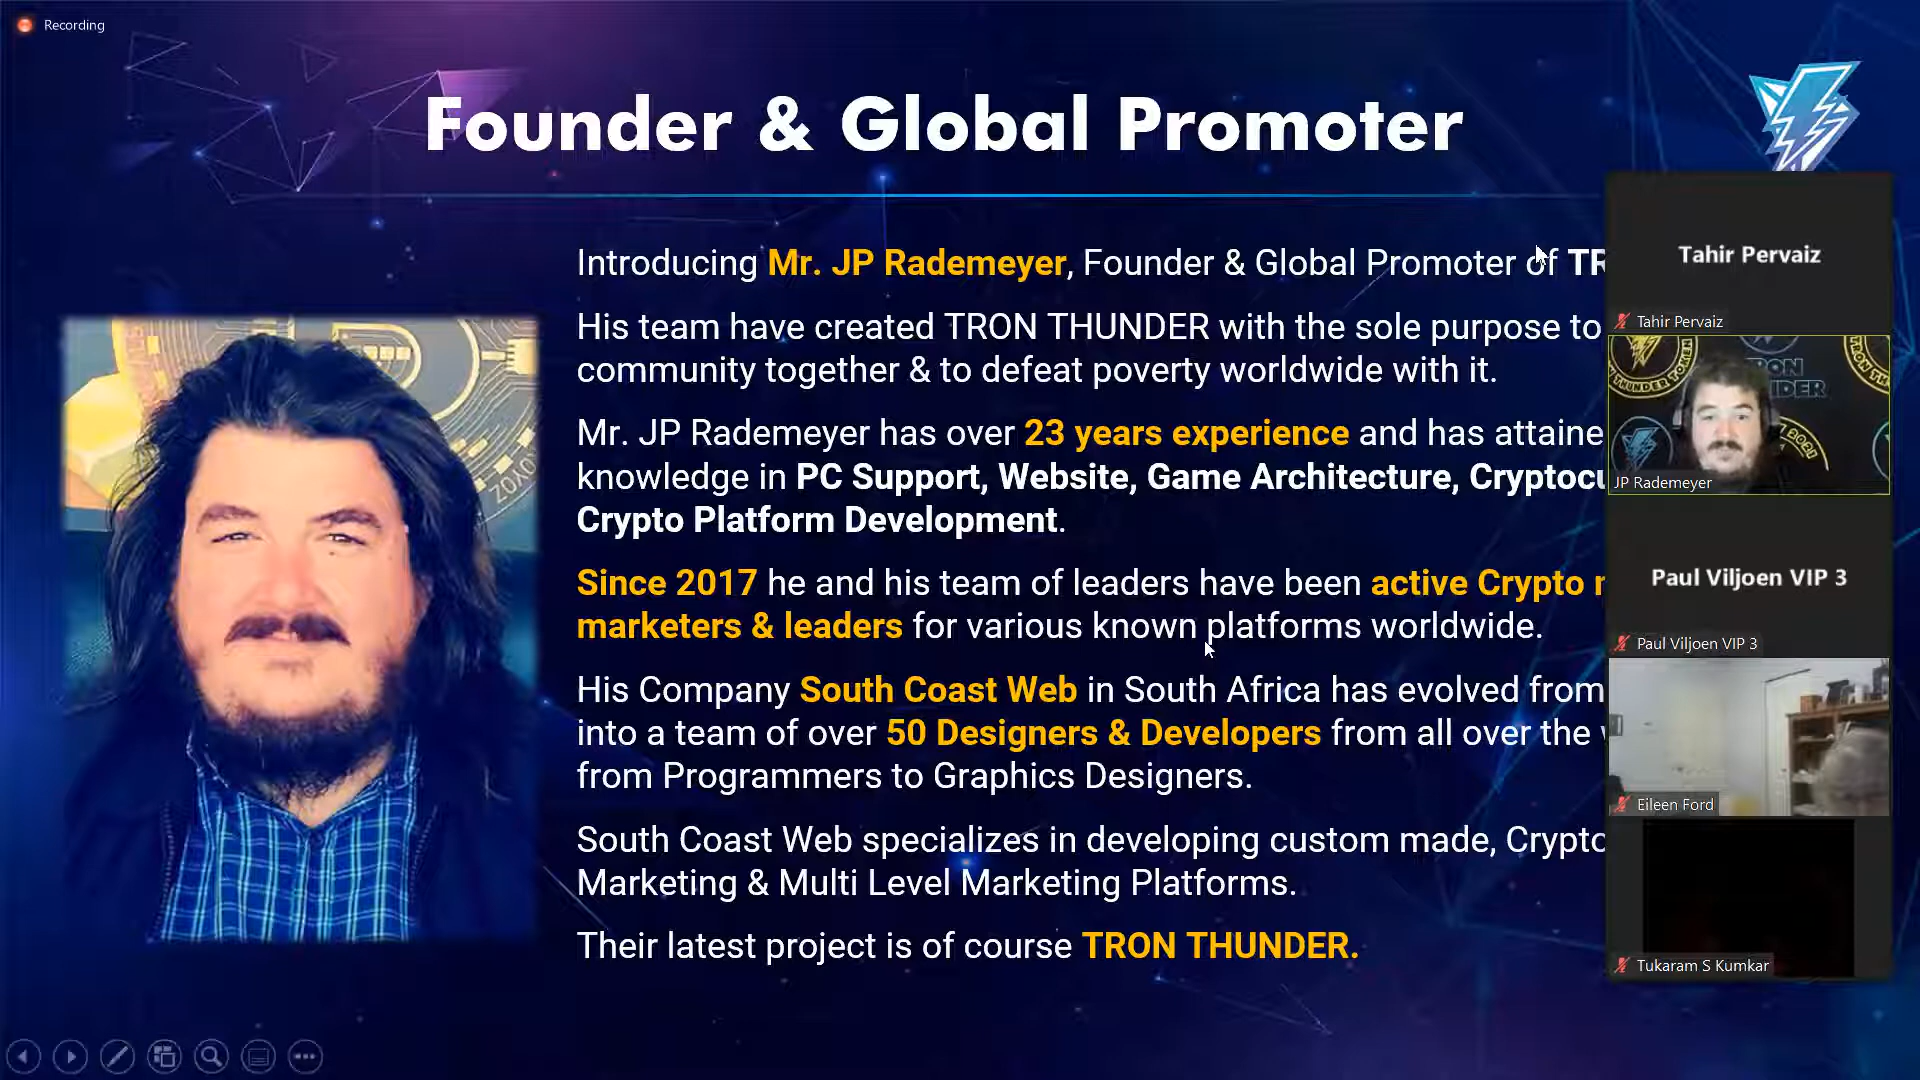 Recording
Founder & Global Promoter
Introducing Mr. JP Rademeyer, Founder & Global Promoter of TR
His team have created TRON THUNDER with the sole purpose to
community together & to defeat poverty worldwide with it.
Mr. JP Rademeyer has over 23 years experience and has attaine
knowledge in PC Support, Website, Game Architecture, Cryptocu
Crypto Platform Development.
Since 2017 he and his team of leaders have been active Crypto
marketers & leaders for various known platforms worldwide.
His Company South Coast Web in South Africa has evolved from
into a team of over 50 Designers & Developers from all over the
from Programmers to Graphics Designers.
South Coast Web specializes in developing custom made, Crypto
Marketing & Multi Level Marketing Platforms.
Their latest project is of course TRON THUNDER.
Tahir Pervaiz
Tahir Pervaiz
JP Rademeyer
Paul Viljoen VIP 3
Paul Viljoen VIP 3
Eileen Ford
Tukaram S Kumkar